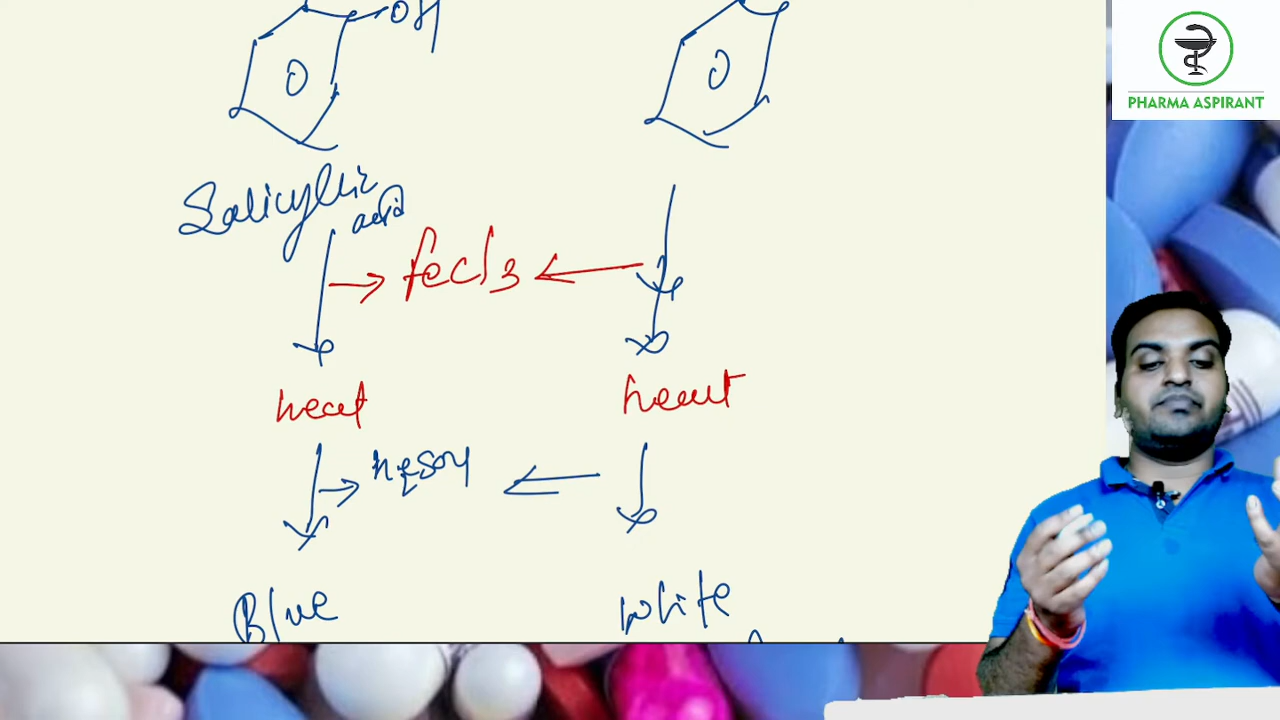 OH
PHARMA ASPIRANT
Salicylic
acid
fecl3
heat
heat
H2SO4
Blue
white